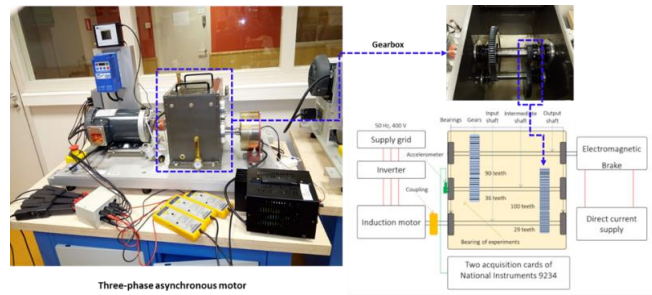 Gearbox
Three-phase asynchronous motor
50 Hz, 400 V
Supply grid
Inverter
Induction motor
Accelerometer
Coupling
Bearings
Gears
Input
shaft
Intermediate
shaft
Output
shaft
90 teeth
36 teeth
100 teeth
29 teeth
Bearing of experiments
Electromagnetic
Brake
Direct current
supply
Two acquisition cards of
National Instruments 9234